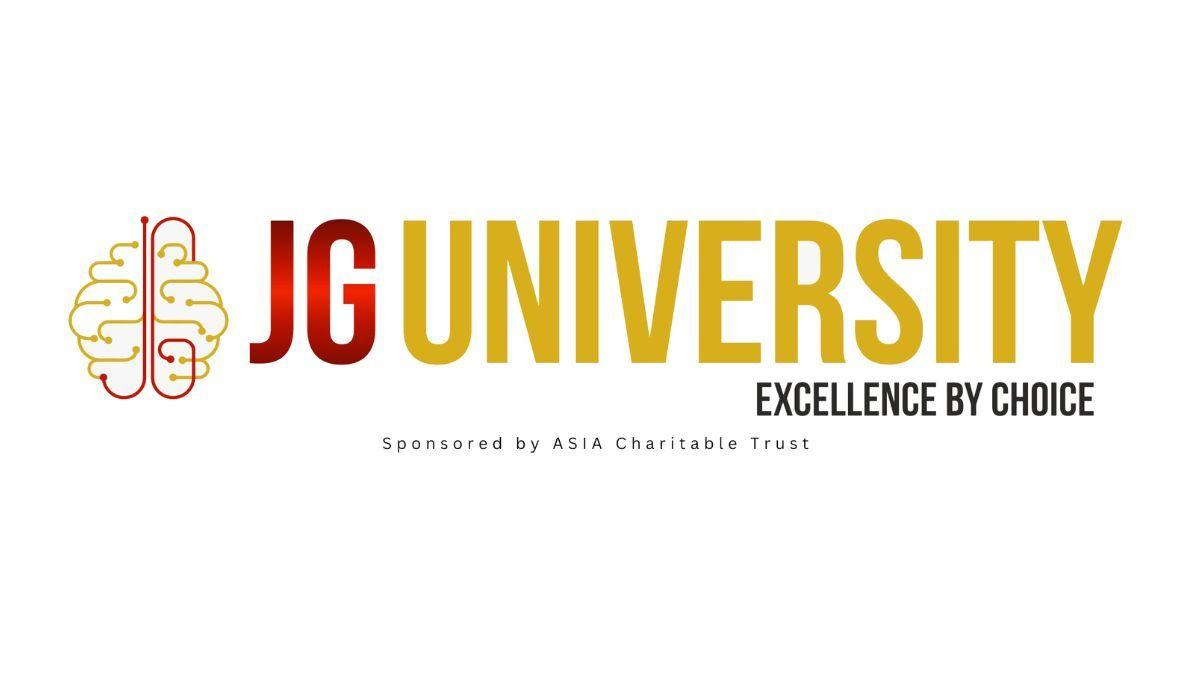 JG UNIVERSITY
EXCELLENCE BY CHOICE
Sponsored by ASIA Charitable Trust